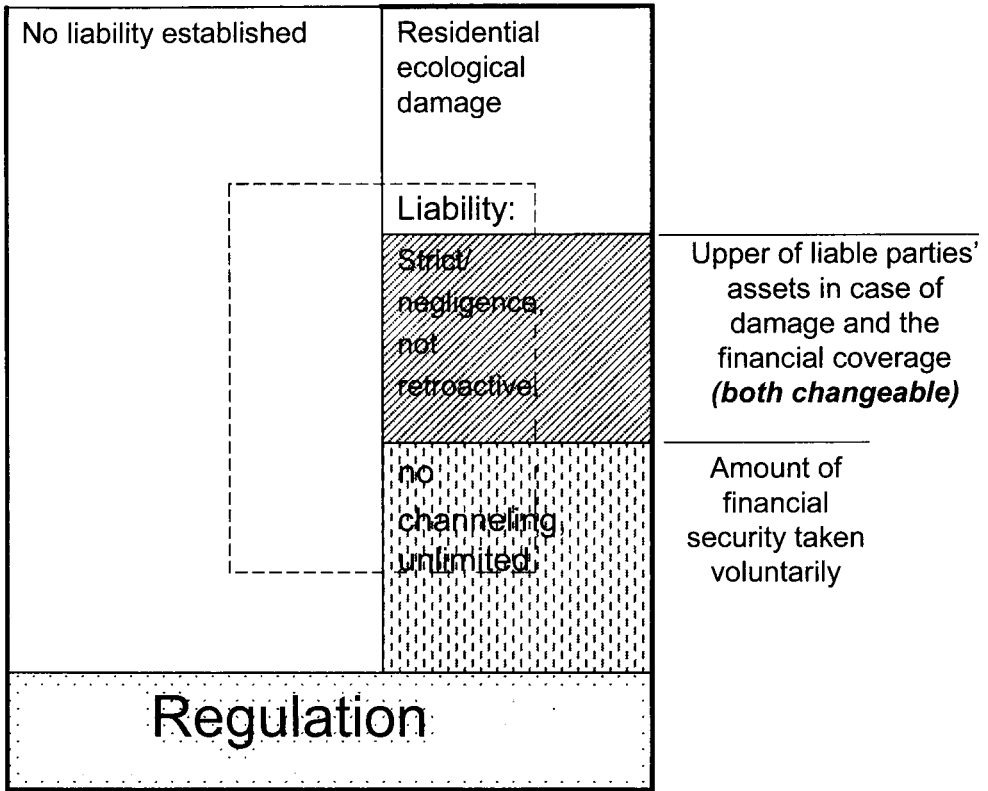 No liability established
Residential
ecological
damage
Liability:
Strict/
negligence,
not
retroactive,
no
channeling,
unlimited,
Upper of liable parties’
assets in case of
damage and the
financial coverage
(both changeable)
Amount of
financial
security taken
voluntarily
Regulation